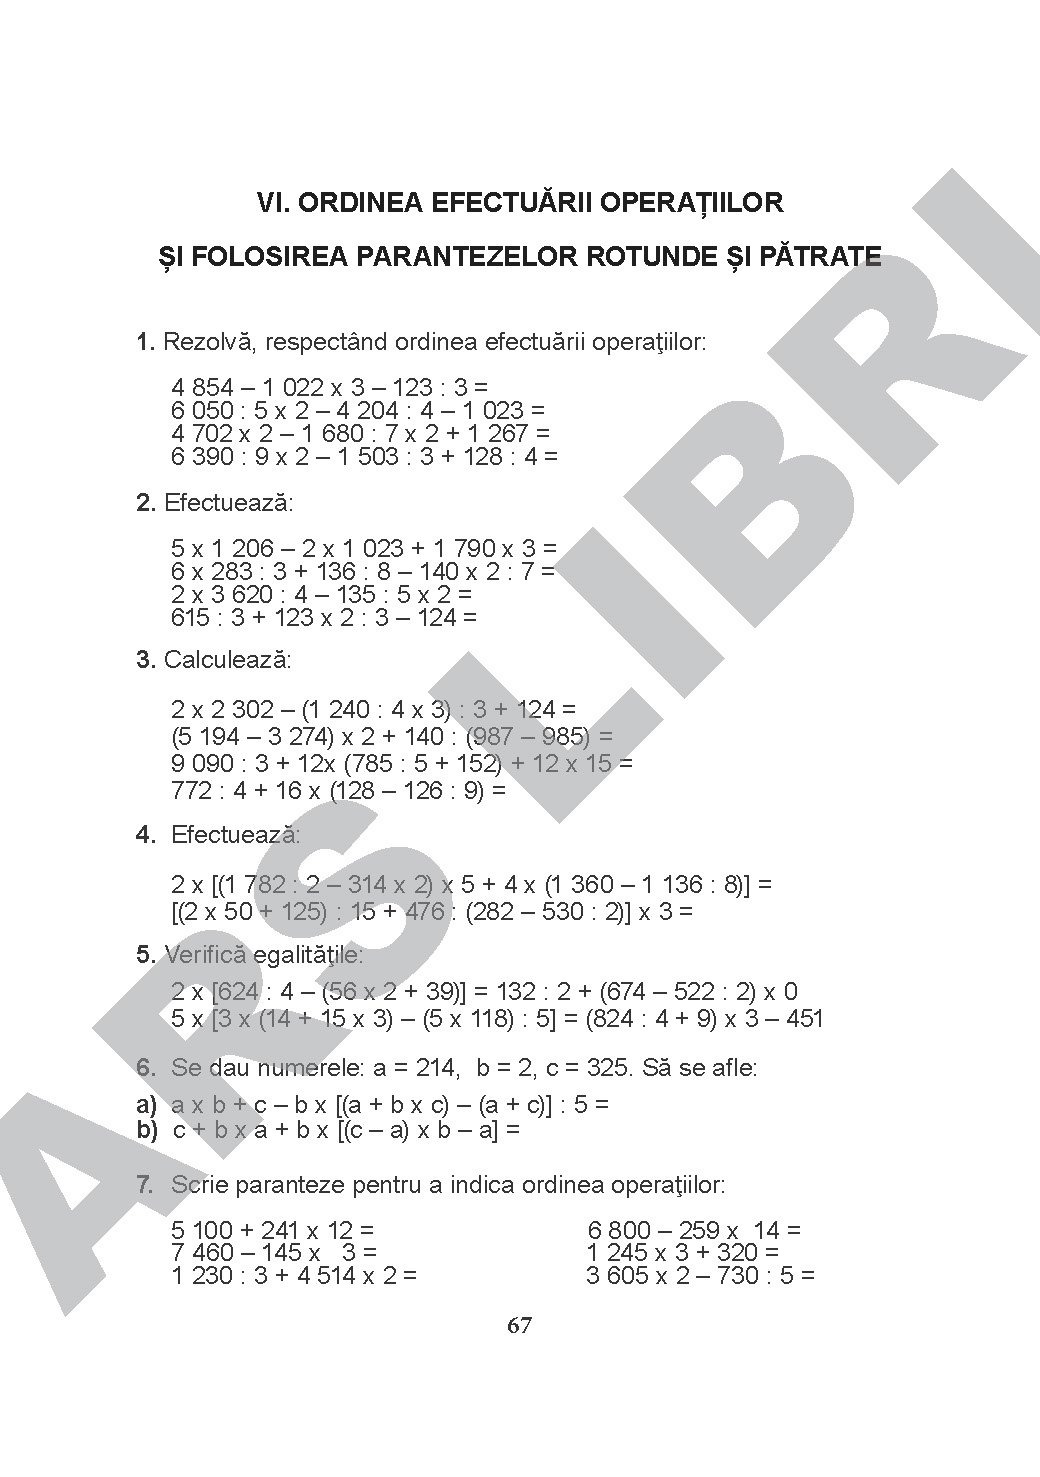 VI. ORDINEA EFECTUĂRII OPERAȚIILOR
ȘI FOLOSIREA PARANTEZELOR ROTUNDE ȘI PĂTRATE
1. Rezolvă, respectând ordinea efectuării operaţiilor:
4 854 – 1 022 x 3 – 123 : 3 =
6 050 : 5 x 2 – 4 204 : 4 – 1 023 =
4 702 x 2 – 1 680 : 7 x 2 + 1 267 =
6 390 : 9 x 2 – 1 503 : 3 + 128 : 4 =
2. Efectuează:
5 x 1 206 – 2 x 1 023 + 1 790 x 3 =
6 x 283 : 3 + 136 : 8 – 140 x 2 : 7 =
2 x 3 620 : 4 – 135 : 5 x 2 =
615 : 3 + 123 x 2 : 3 – 124 =
3. Calculează:
2 x 2 302 – (1 240 : 4 x 3) : 3 + 124 =
(5 194 – 3 274) x 2 + 140 : (987 – 985) =
9 090 : 3 + 12x (785 : 5 + 152) + 12 x 15 =
772 : 4 + 16 x (128 – 126 : 9) =
4. Efectuează:
2 x [(1 782 : 2 – 314 x 2) x 5 + 4 x (1 360 – 1 136 : 8)] =
[(2 x 50 + 125) : 15 + 476 : (282 – 530 : 2)] x 3 =
5. Verifică egalităţile:
2 x [624 : 4 – (56 x 2 + 39)] = 132 : 2 + (674 – 522 : 2) x 0
5 x [3 x (14 + 15 x 3) – (5 x 118) : 5] = (824 : 4 + 9) x 3 – 451
6. Se dau numerele: a = 214, b = 2, c = 325. Să se afle:
a) a x b + c – b x [(a + b x c) – (a + c)] : 5 =
b) c + b x a + b x [(c – a) x b – a] =
7. Scrie paranteze pentru a indica ordinea operaţiilor:
5 100 + 241 x 12 = 6 800 – 259 x 14 =
7 460 – 145 x 3 = 1 245 x 3 + 320 =
1 230 : 3 + 4 514 x 2 = 3 605 x 2 – 730 : 5 =
67
ARS LIBRI